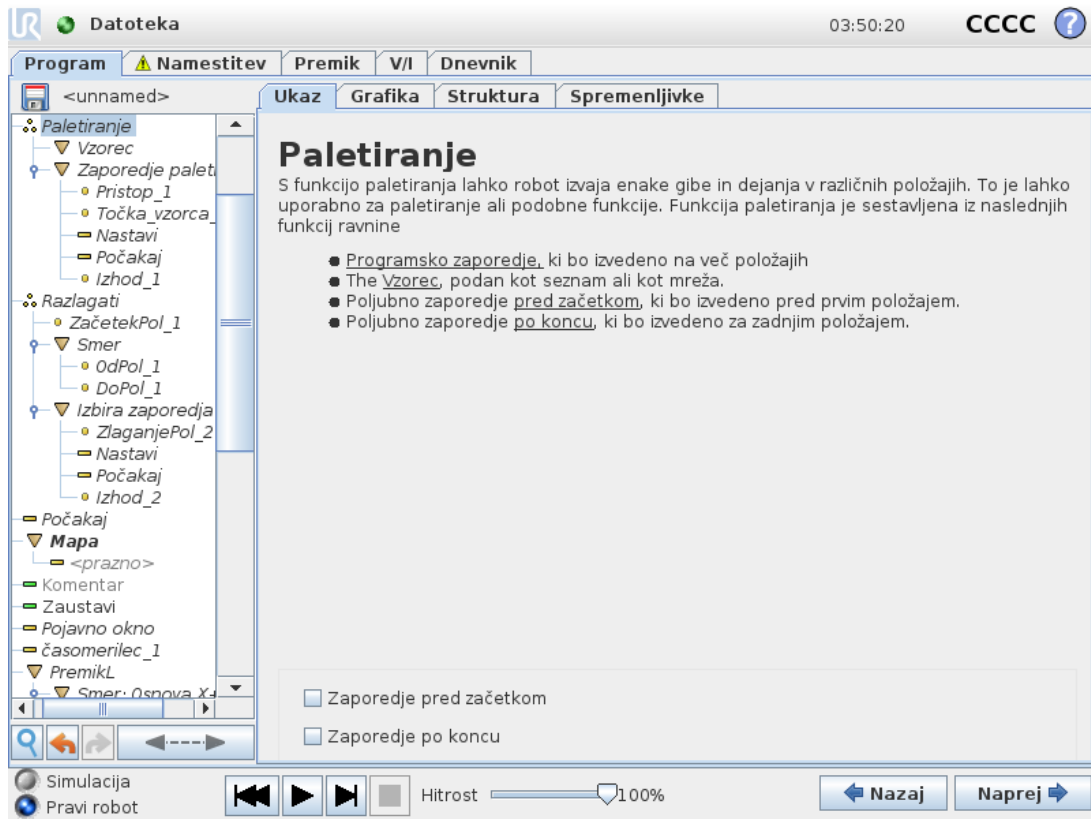 UR Datoteka 03:50:20 CCCC ?
Program Namestitev Premik V/I Dnevnik
<unnamed>
Ukaz Grafika Struktura Spremenljivke
Paletiranje
Vzorec
Zaporedje paleti
Pristop_1
Točka_vzorca_
Nastavi
Počakaj
Izhod_1
Razlagati
ZačetekPol_1
Smer
OdPol_1
DoPol_1
Izbira zaporedja
ZlaganjePol_2
Nastavi
Počakaj
Izhod_2
Počakaj
Mapa
<prazno>
Komentar
Zaustavi
Pojavno okno
časomerilec_1
PremikL
Smer: Osnova X+
Paletiranje
S funkcijo paletiranja lahko robot izvaja enake gibe in dejanja v različnih položajih. To je lahko
uporabno za paletiranje ali podobne funkcije. Funkcija paletiranja je sestavljena iz naslednjih
funkcij ravnine
Programsko zaporedje, ki bo izvedeno na več položajih
The Vzorec, podan kot seznam ali kot mreža.
Poljubno zaporedje pred začetkom, ki bo izvedeno pred prvim položajem.
Poljubno zaporedje po koncu, ki bo izvedeno za zadnjim položajem.
Zaporedje pred začetkom
Zaporedje po koncu
Simulacija
Pravi robot
Hitrost 100%
Nazaj Naprej